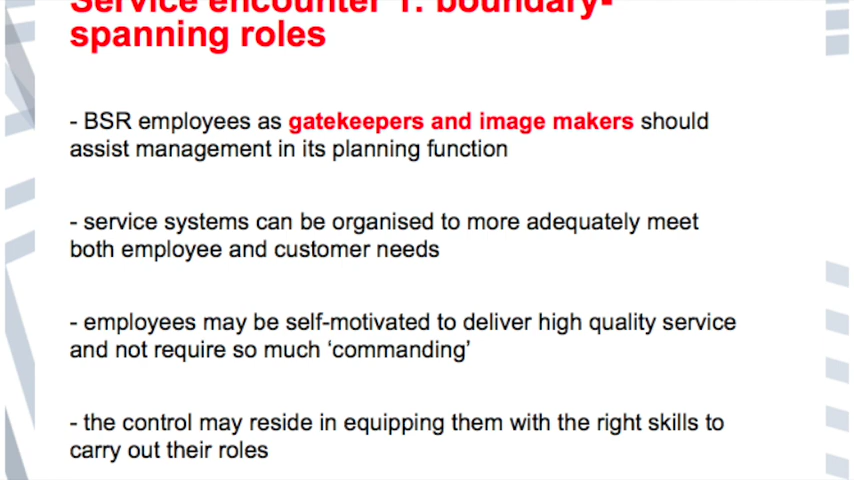 Service encounter 1: boundary-
spanning roles
- BSR employees as gatekeepers and image makers should
assist management in its planning function
- service systems can be organised to more adequately meet
both employee and customer needs
- employees may be self-motivated to deliver high quality service
and not require so much ‘commanding’
- the control may reside in equipping them with the right skills to
carry out their roles